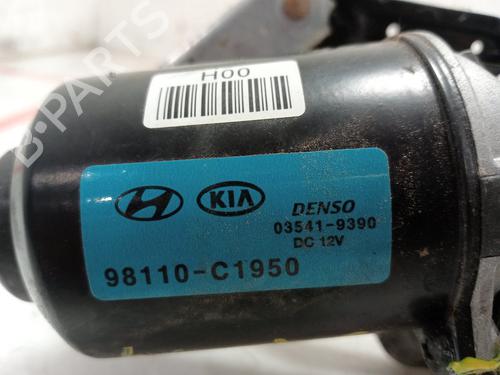 H00
KIA
DENSO
03541-9390
DC 12V
98110-C1950
B-PARTS